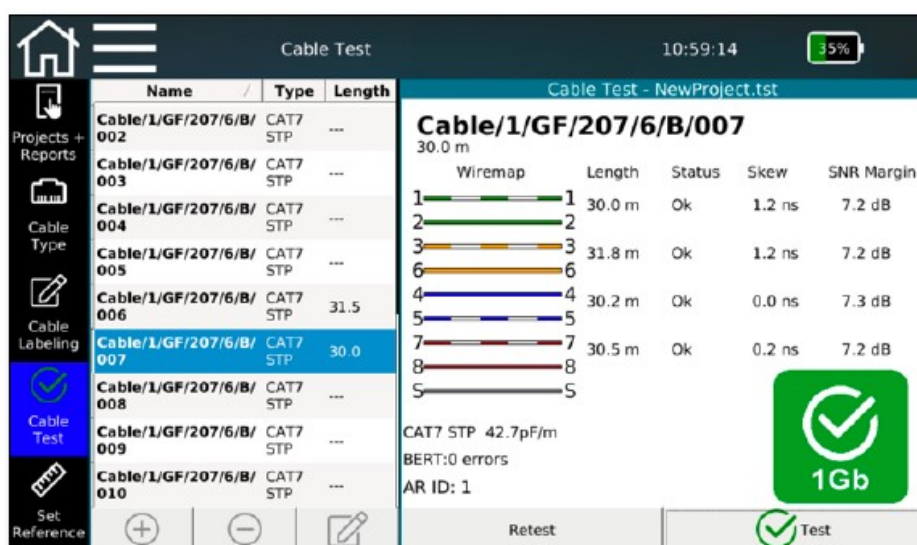 Cable Test 10:59:14 35%
Projects +
Reports
Cable
Type
Cable
Labeling
Cable
Test
Set
Reference
Name Type Length
Cable/1/GF/207/6/B/ CAT7
002 STP ---
Cable/1/GF/207/6/B/ CAT7
003 STP ---
Cable/1/GF/207/6/B/ CAT7
004 STP ---
Cable/1/GF/207/6/B/ CAT7
005 STP ---
Cable/1/GF/207/6/B/ CAT7
006 STP 31.5
Cable/1/GF/207/6/B/ CAT7
007 STP 30.0
Cable/1/GF/207/6/B/ CAT7
008 STP ---
Cable/1/GF/207/6/B/ CAT7
009 STP ---
Cable/1/GF/207/6/B/ CAT7
010 STP ---
Cable Test - NewProject.tst
Cable/1/GF/207/6/B/007
30.0 m
Wiremap Length Status Skew SNR Margin
1 1 30.0 m Ok 1.2 ns 7.2 dB
2 2
3 3 31.8 m Ok 1.2 ns 7.2 dB
6 6
4 4 30.2 m Ok 0.0 ns 7.3 dB
5 5
7 7 30.5 m Ok 0.2 ns 7.2 dB
8 8
S S
CAT7 STP 42.7pF/m
BERT:0 errors
AR ID: 1
1Gb
Retest Test